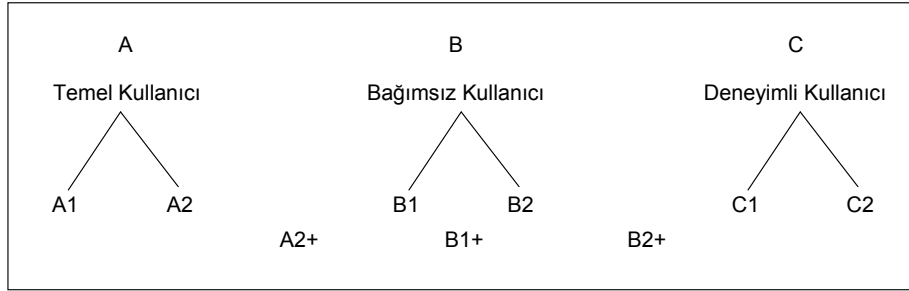 A B C
Temel Kullanıcı Bağımsız Kullanıcı Deneyimli Kullanıcı
A1 A2 B1 B2 C1 C2
A2+ B1+ B2+